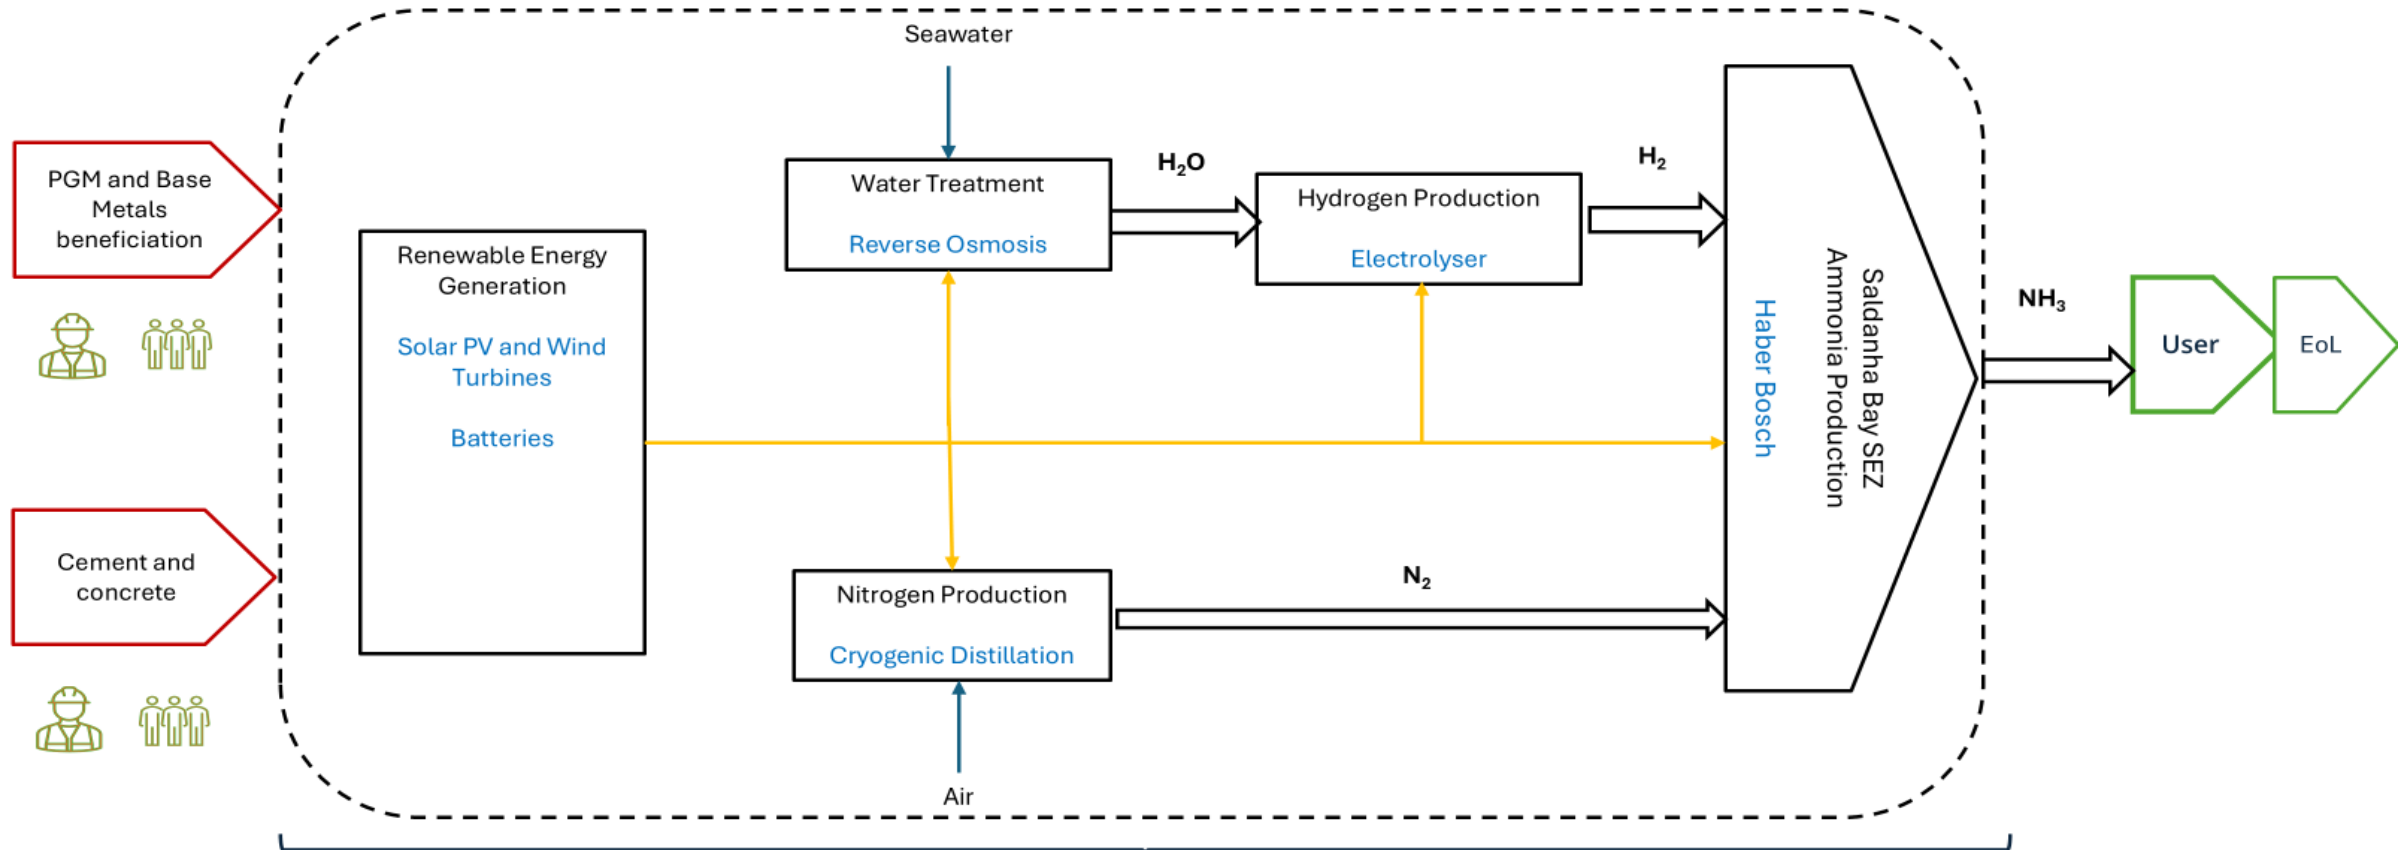 Seawater
PGM and Base
Metals
beneficiation
Cement and
concrete
Renewable Energy
Generation
Solar PV and Wind
Turbines
Batteries
Water Treatment
Reverse Osmosis
H₂O
Hydrogen Production
Electrolyser
H₂
Nitrogen Production
Cryogenic Distillation
N₂
Air
Saldanha Bay SEZ
Ammonia Production
Haber Bosch
NH₃
User
EoL